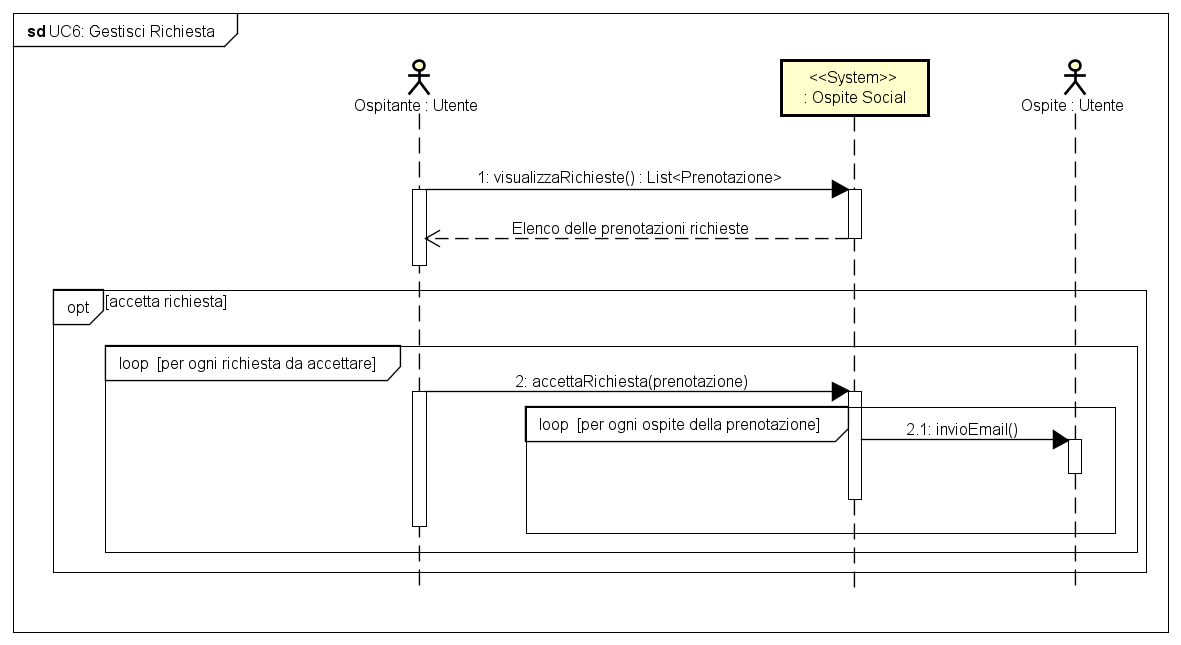 sd UC6: Gestisci Richiesta
Ospitante : Utente
<<System>>
: Ospite Social
Ospite : Utente
1: visualizzaRichieste() : List<Prenotazione>
Elenco delle prenotazioni richieste
opt [accetta richiesta]
loop [per ogni richiesta da accettare]
2: accettaRichiesta(prenotazione)
loop [per ogni ospite della prenotazione]
2.1: invioEmail()